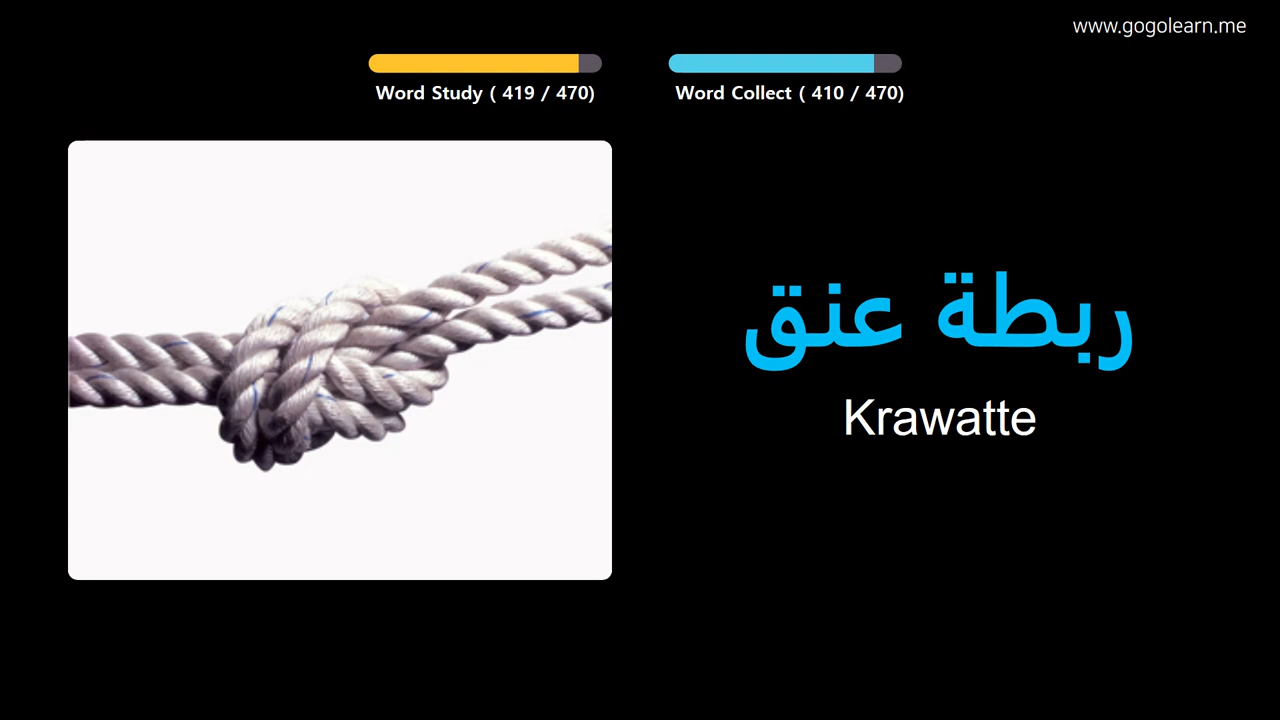 www.gogolearn.me
Word Study ( 419 / 470)
Word Collect ( 410 / 470)
ربطة عنق
Krawatte